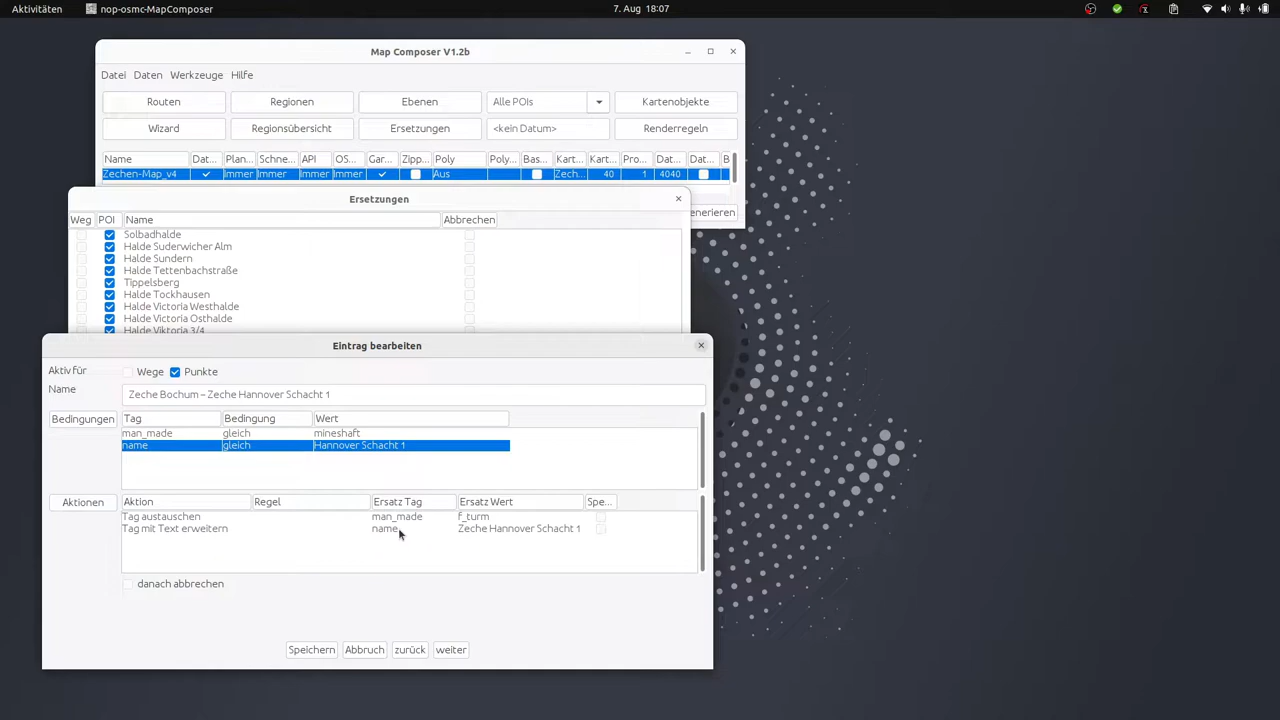 Aktivitäten nop-osmc-MapComposer 7. Aug 18:07
Map Composer V1.2b
Datei Daten Werkzeuge Hilfe
Routen Regionen Ebenen Alle POIs Kartenobjekte
Wizard Regionsübersicht Ersetzungen <kein Datum> Renderregeln
Name Dat... Plan... Schne... API OS... Gar... Zipp... Poly Poly... Bas... Kart... Kart... Pro... Dat... Dat... B
Zechen-Map_v4 Immer Immer Immer Immer Aus Zech... 40 1 4040
Ersetzungen
enerieren
Weg POI Name Abbrechen
Solbadhalde
Halde Suderwicher Alm
Halde Sundern
Halde Tettenbachstraße
Tippelsberg
Halde Tockhausen
Halde Victoria Westhalde
Halde Victoria Osthalde
Halde Viktoria 3/4
Eintrag bearbeiten
Aktiv für Wege Punkte
Name Zeche Bochum – Zeche Hannover Schacht 1
Bedingungen Tag Bedingung Wert
man_made gleich mineshaft
name gleich Hannover Schacht 1
Aktionen Aktion Regel Ersatz Tag Ersatz Wert Spe...
Tag austauschen man_made f_turm
Tag mit Text erweitern name Zeche Hannover Schacht 1
danach abbrechen
Speichern Abbruch zurück weiter